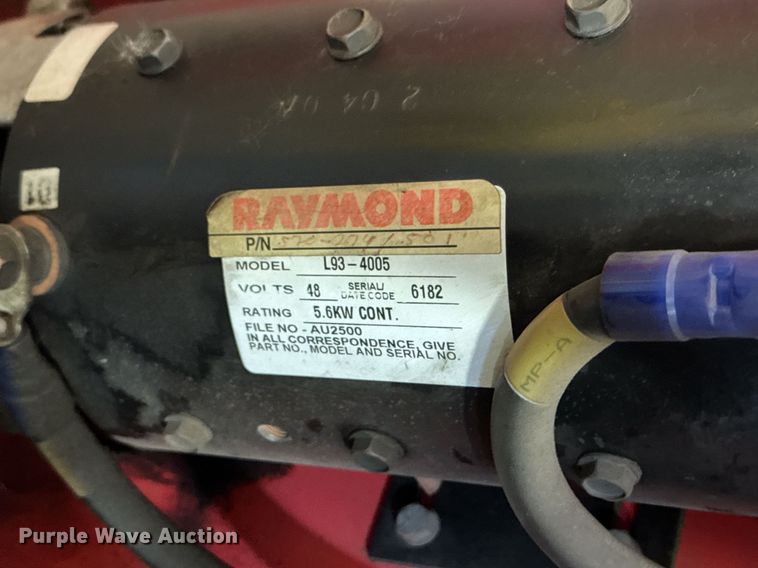 RAYMOND
P/N
MODEL L93-4005
VOLTS 48 SERIAL/ DATE CODE 6182
RATING 5.6KW CONT.
FILE NO - AU2500
IN ALL CORRESPONDENCE, GIVE
PART NO., MODEL AND SERIAL NO.
MP-A
Purple Wave Auction